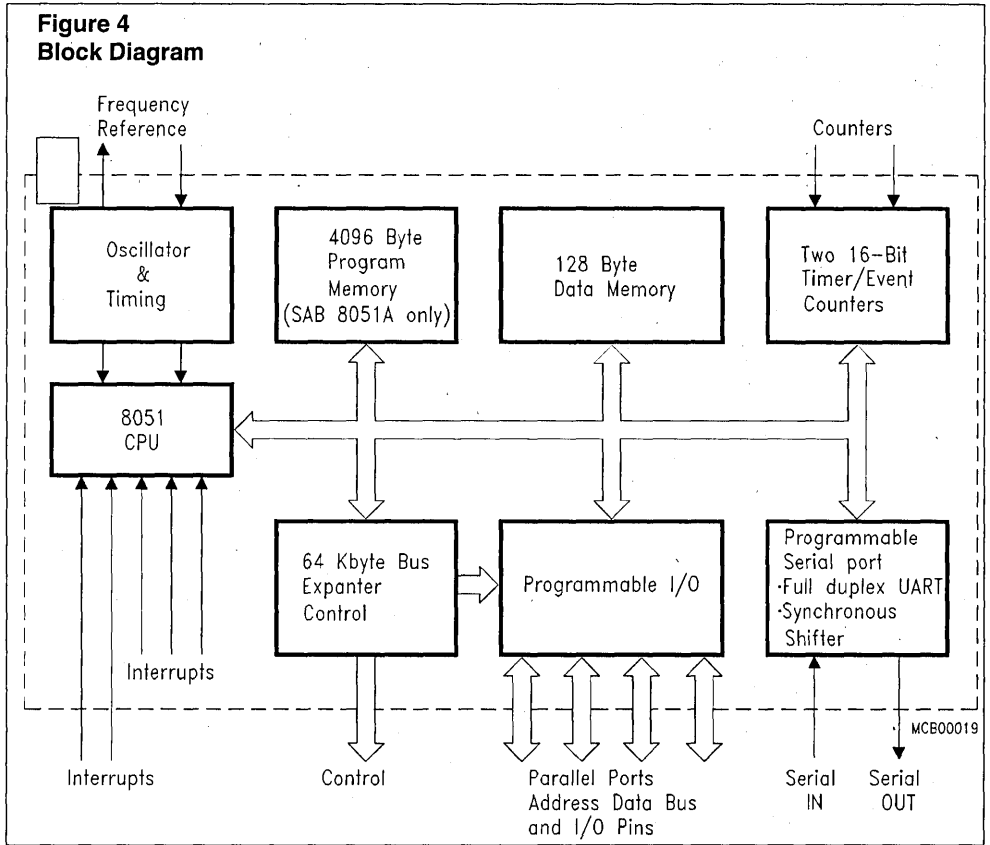 Figure 4
Block Diagram
Frequency
Reference
Counters
Oscillator
&
Timing
4096 Byte
Program
Memory
(SAB 8051A only)
128 Byte
Data Memory
Two 16-Bit
Timer/Event
Counters
8051
CPU
64 Kbyte Bus
Expanter
Control
Programmable I/O
Programmable
Serial port
·Full duplex UART
·Synchronous
Shifter
Interrupts
MCB00019
Interrupts
Control
Parallel Ports
Address Data Bus
and I/O Pins
Serial
IN
Serial
OUT